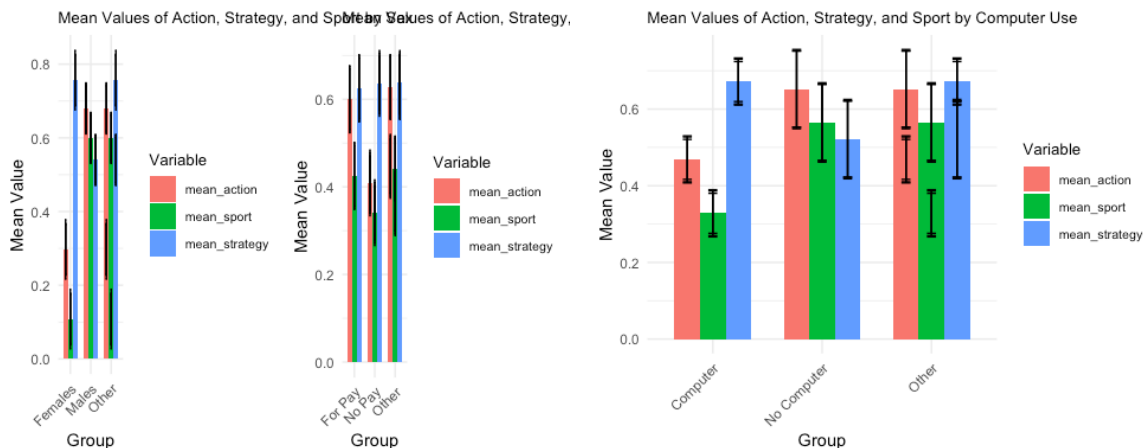 Mean Values of Action, Strategy, and Sport by Sex
Mean Values of Action, Strategy,
Mean Values of Action, Strategy, and Sport by Computer Use
Mean Value
0.8
0.6
0.4
0.2
0.0
Females
Males
Other
Group
Variable
mean_action
mean_sport
mean_strategy
Mean Value
0.6
0.4
0.2
0.0
For Pay
No Pay
Other
Group
Variable
mean_action
mean_sport
mean_strategy
Mean Value
0.6
0.4
0.2
0.0
Computer
No Computer
Other
Group
Variable
mean_action
mean_sport
mean_strategy